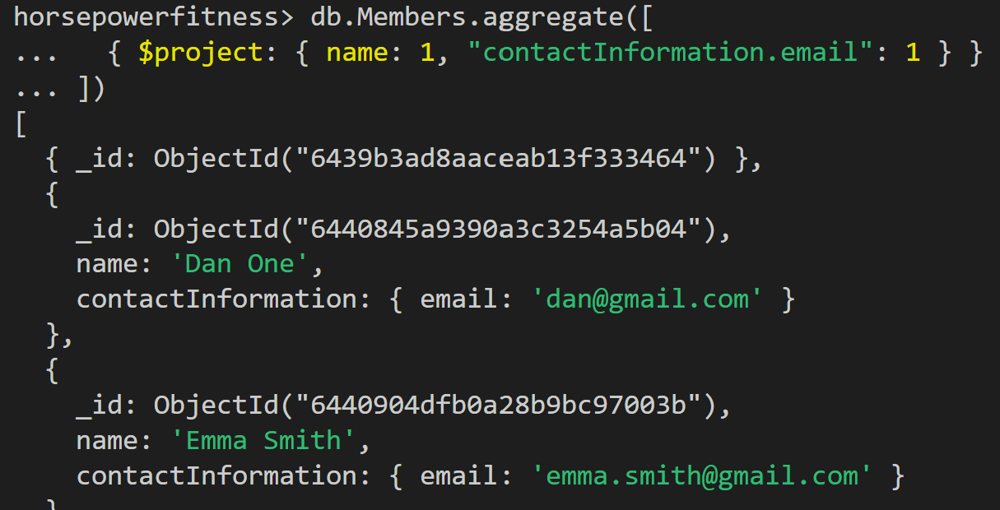 horsepowerfitness> db.Members.aggregate([
...   { $project: { name: 1, "contactInformation.email": 1 } }
... ])
[
  { _id: ObjectId("6439b3ad8aaceab13f333464") },
  {
    _id: ObjectId("6440845a9390a3c3254a5b04"),
    name: 'Dan One',
    contactInformation: { email: 'dan@gmail.com' }
  },
  {
    _id: ObjectId("6440904dfb0a28b9bc97003b"),
    name: 'Emma Smith',
    contactInformation: { email: 'emma.smith@gmail.com' }
  }